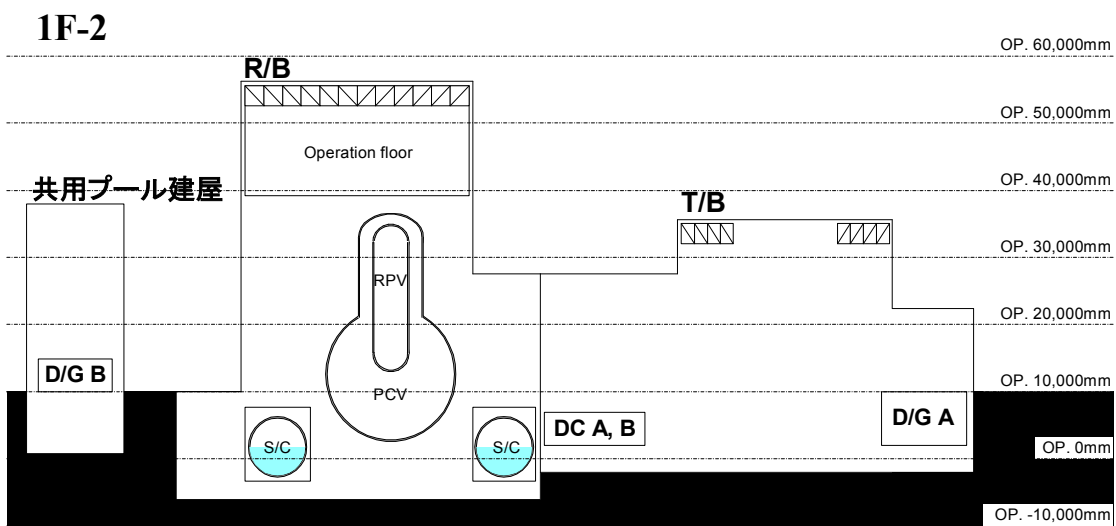 1F-2
OP. 60,000mm
R/B
OP. 50,000mm
Operation floor
共用プール建屋
OP. 40,000mm
T/B
OP. 30,000mm
RPV
OP. 20,000mm
D/G B
OP. 10,000mm
PCV
D/G A
DC A, B
S/C
S/C
OP. 0mm
OP. -10,000mm